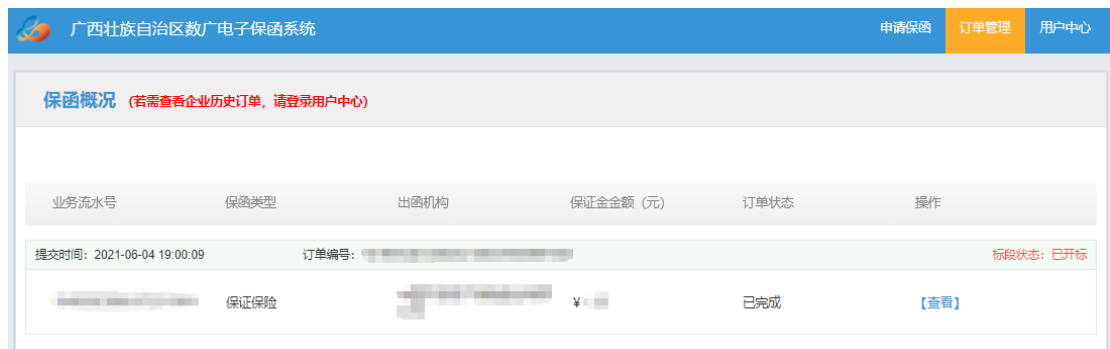 广西壮族自治区数广电子保函系统
申请保函 订单管理 用户中心
保函概况 (若需查看企业历史订单, 请登录用户中心)
业务流水号 保函类型 出函机构 保证金金额（元） 订单状态 操作
提交时间：2021-06-04 19:00:09 订单编号： 标段状态：已开标
保证保险 ¥ 已完成 【查看】